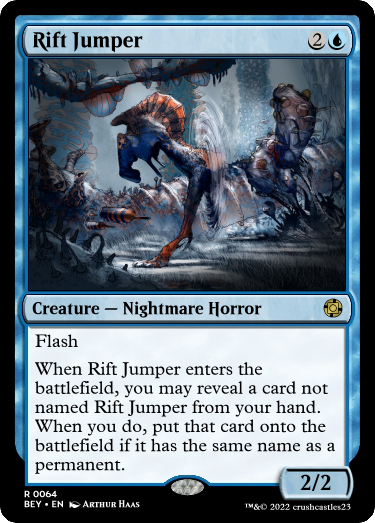 Rift Jumper 2
Creature — Nightmare Horror
Flash
When Rift Jumper enters the
battlefield, you may reveal a card not
named Rift Jumper from your hand.
When you do, put that card onto the
battlefield if it has the same name as a
permanent.
2/2
R 0064
BEY • EN Arthur Haas
™&© 2022 crushcastles23